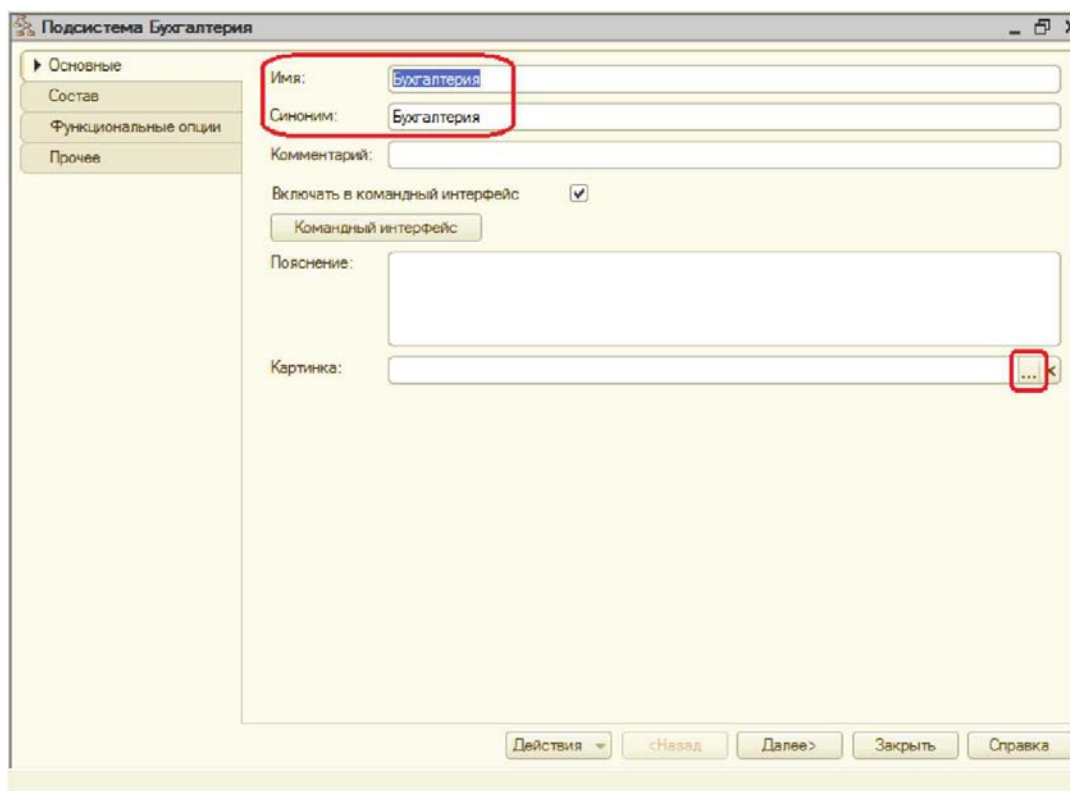 Подсистема Бухгалтерия
Основные
Состав
Функциональные опции
Прочее
Имя: Бухгалтерия
Синоним: Бухгалтерия
Комментарий:
Включать в командный интерфейс
Командный интерфейс
Пояснение:
Картинка: ...
Действия <Назад Далее> Закрыть Справка